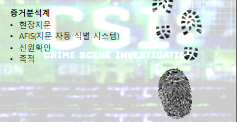 증거분석계
• 현장지문
• AFIS(지문 자동 식별 시스템)
• 신원확인
• 족적
CRIME SCENE INVESTIGATION